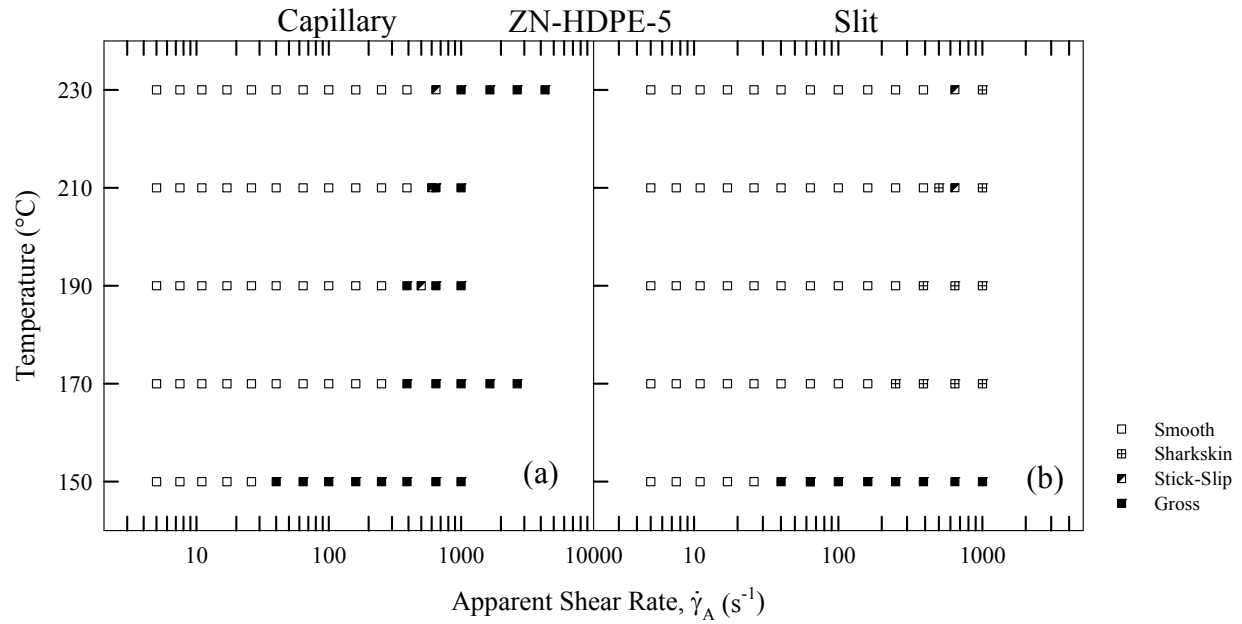 Capillary ZN-HDPE-5 Slit
230
210
190
170
150
Temperature (°C)
(a) (b)
Smooth
Sharkskin
Stick-Slip
Gross
10 100 1000 10000 10 100 1000
Apparent Shear Rate, γ̇_A (s⁻¹)